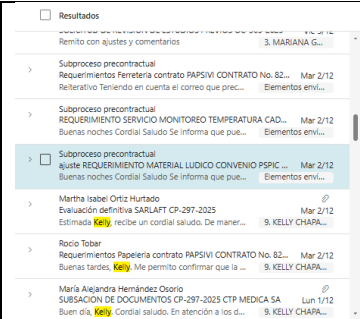 Resultados
Remito con ajustes y comentarios 3. MARIANA G...
Subproceso precontractual
Requerimientos Ferreteria contrato PAPSIVI CONTRATO No. 82... Mar 2/12
Reiterativo Teniendo en cuenta el correo que prec... Elementos envi...
Subproceso precontractual
REQUERIMIENTO SERVICIO MONITOREO TEMPERATURA CAD... Mar 2/12
Buenas noches Cordial Saludo Se informa que pue... Elementos envi...
Subproceso precontractual
ajuste REQUERIMIENTO MATERIAL LUDICO CONVENIO PSPIC ... Mar 2/12
Buenas noches Cordial Saludo Se informa que pue... Elementos envi...
Martha Isabel Ortiz Hurtado
Evaluación definitiva SARLAFT CP-297-2025 Mar 2/12
Estimada Kelly, recibe un cordial saludo. De maner... 9. KELLY CHAPA...
Rocio Tobar
Requerimientos Papeleria contrato PAPSIVI CONTRATO No. 82... Mar 2/12
Buenas tardes, Kelly. Me permito confirmar que la ... 9. KELLY CHAPA...
María Alejandra Hernández Osorio
SUBSACION DE DOCUMENTOS CP-297-2025 CTP MEDICA SA Lun 1/12
Buen día, Kelly. Cordial saludo. En atención a los d... 9. KELLY CHAPA...